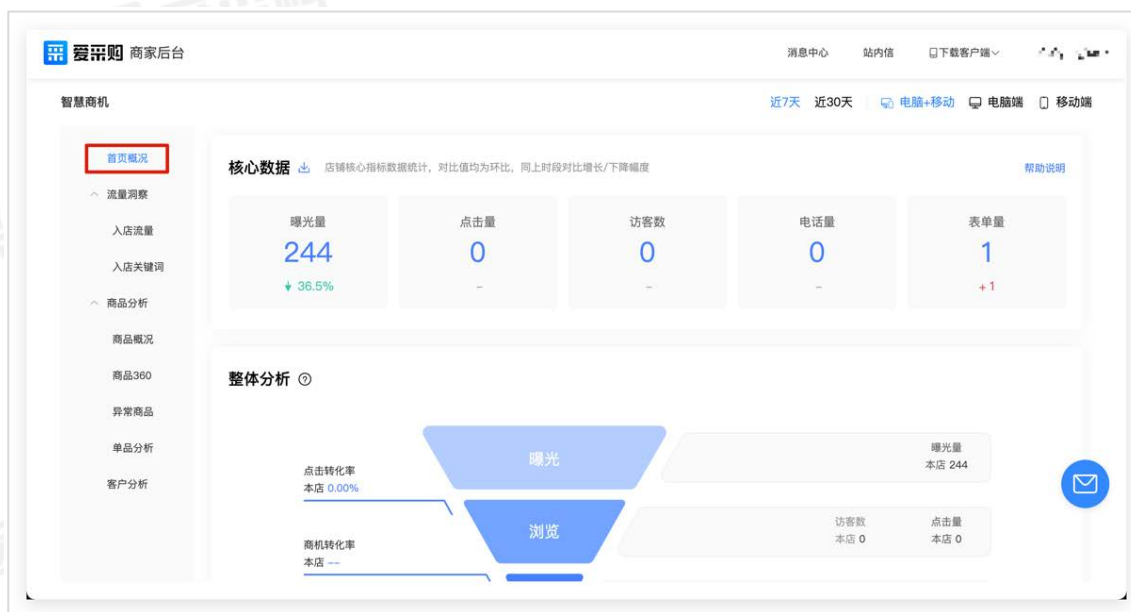 采 爱采购 商家后台
消息中心 站内信 下载客户端
智慧商机
近7天 近30天 电脑+移动 电脑端 移动端
首页概况
流量洞察
入店流量
入店关键词
商品分析
商品概况
商品360
异常商品
单品分析
客户分析
核心数据 店铺核心指标数据统计，对比值均为环比，同上时段对比增长/下降幅度 帮助说明
曝光量 点击量 访客数 电话量 表单量
244 0 0 0 1
36.5% - - - +1
整体分析
曝光
曝光量
本店 244
点击转化率
本店 0.00%
浏览
访客数 点击量
本店 0 本店 0
商机转化率
本店 --